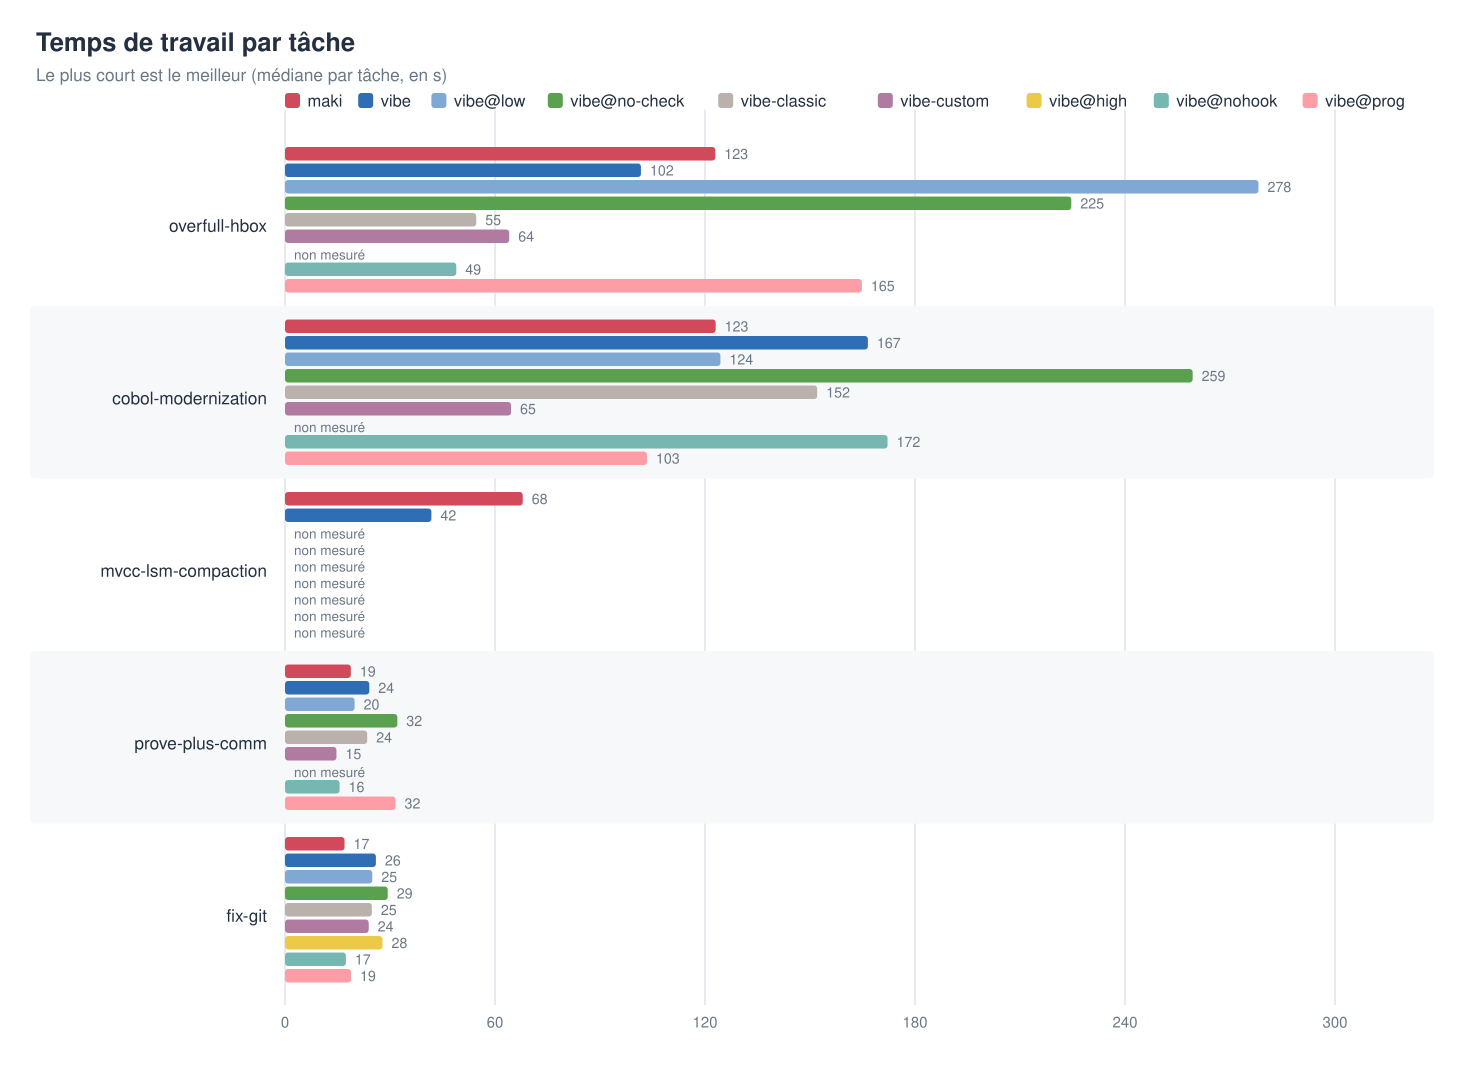 Temps de travail par tâche
Le plus court est le meilleur (médiane par tâche, en s)
maki vibe vibe@low vibe@no-check vibe-classic vibe-custom vibe@high vibe@nohook vibe@prog
overfull-hbox
123
102
278
225
55
64
non mesuré
49
165
cobol-modernization
123
167
124
259
152
65
non mesuré
172
103
mvcc-lsm-compaction
68
42
non mesuré
non mesuré
non mesuré
non mesuré
non mesuré
non mesuré
non mesuré
prove-plus-comm
19
24
20
32
24
15
non mesuré
16
32
fix-git
17
26
25
29
25
24
28
17
19
0 60 120 180 240 300